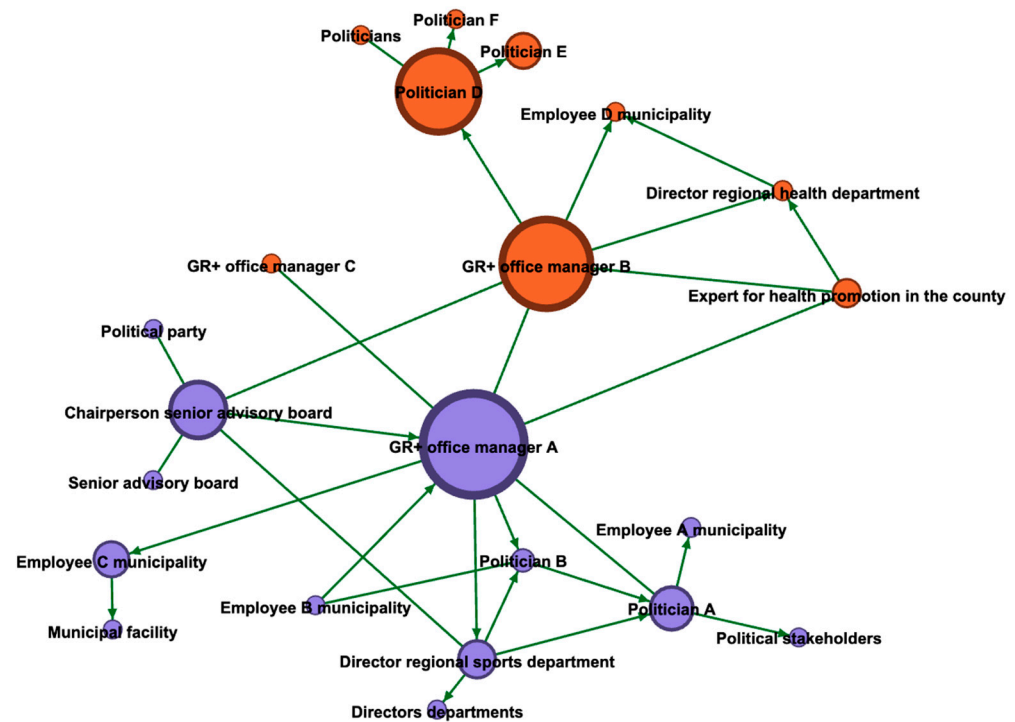 Politician F
Politicians
Politician E
Politician D
Employee D municipality
Director regional health department
GR+ office manager C
GR+ office manager B
Expert for health promotion in the county
Political party
Chairperson senior advisory board
GR+ office manager A
Senior advisory board
Employee A municipality
Employee C municipality
Politician B
Employee B municipality
Politician A
Municipal facility
Political stakeholders
Director regional sports department
Directors departments